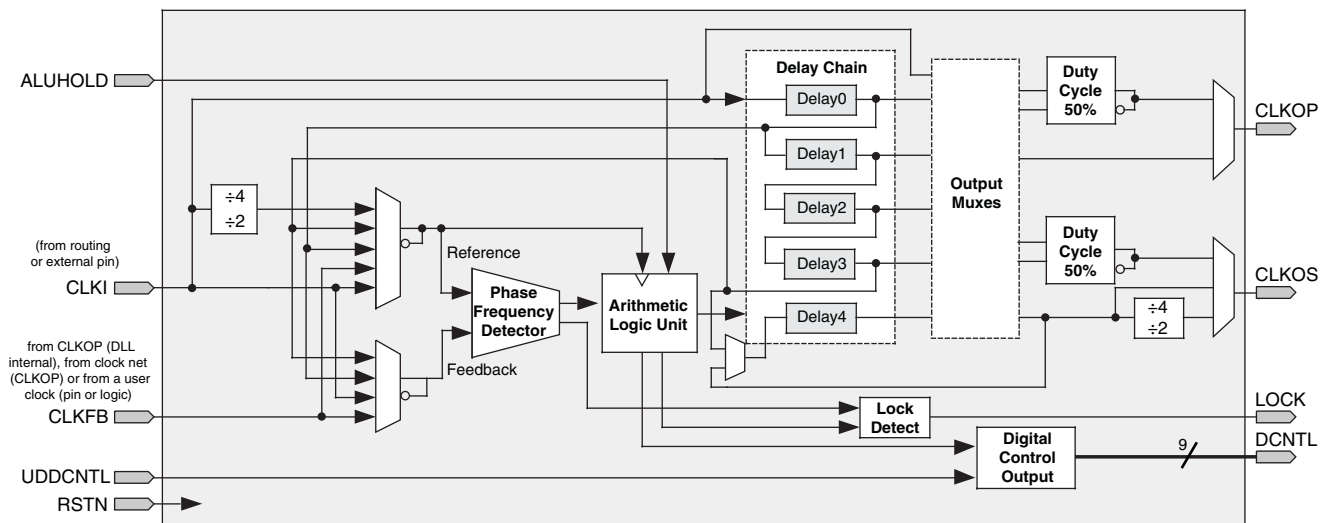 ALUHOLD
(from routing
or external pin)
CLKI
from CLKOP (DLL
internal), from clock net
(CLKOP) or from a user
clock (pin or logic)
CLKFB
UDDCNTL
RSTN
÷4
÷2
Reference
Feedback
Phase
Frequency
Detector
Arithmetic
Logic Unit
Delay Chain
Delay0
Delay1
Delay2
Delay3
Delay4
Output
Muxes
Duty
Cycle
50%
Duty
Cycle
50%
÷4
÷2
Lock
Detect
Digital
Control
Output
9
CLKOP
CLKOS
LOCK
DCNTL